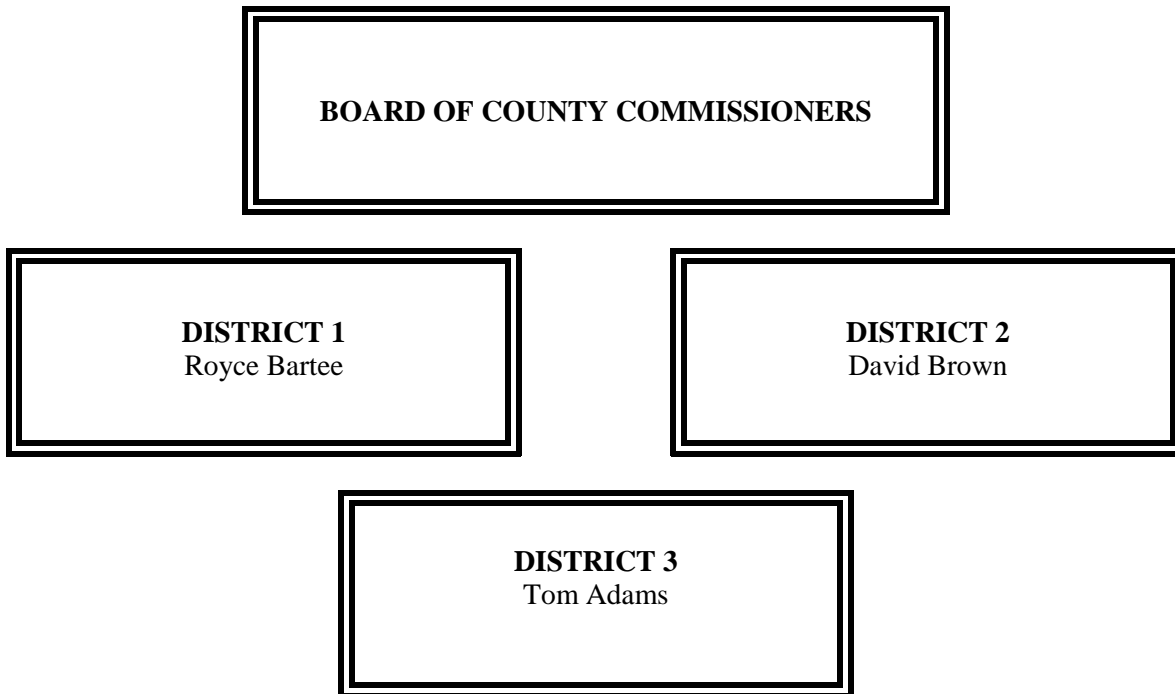 BOARD OF COUNTY COMMISSIONERS
DISTRICT 1
Royce Bartee
DISTRICT 2
David Brown
DISTRICT 3
Tom Adams